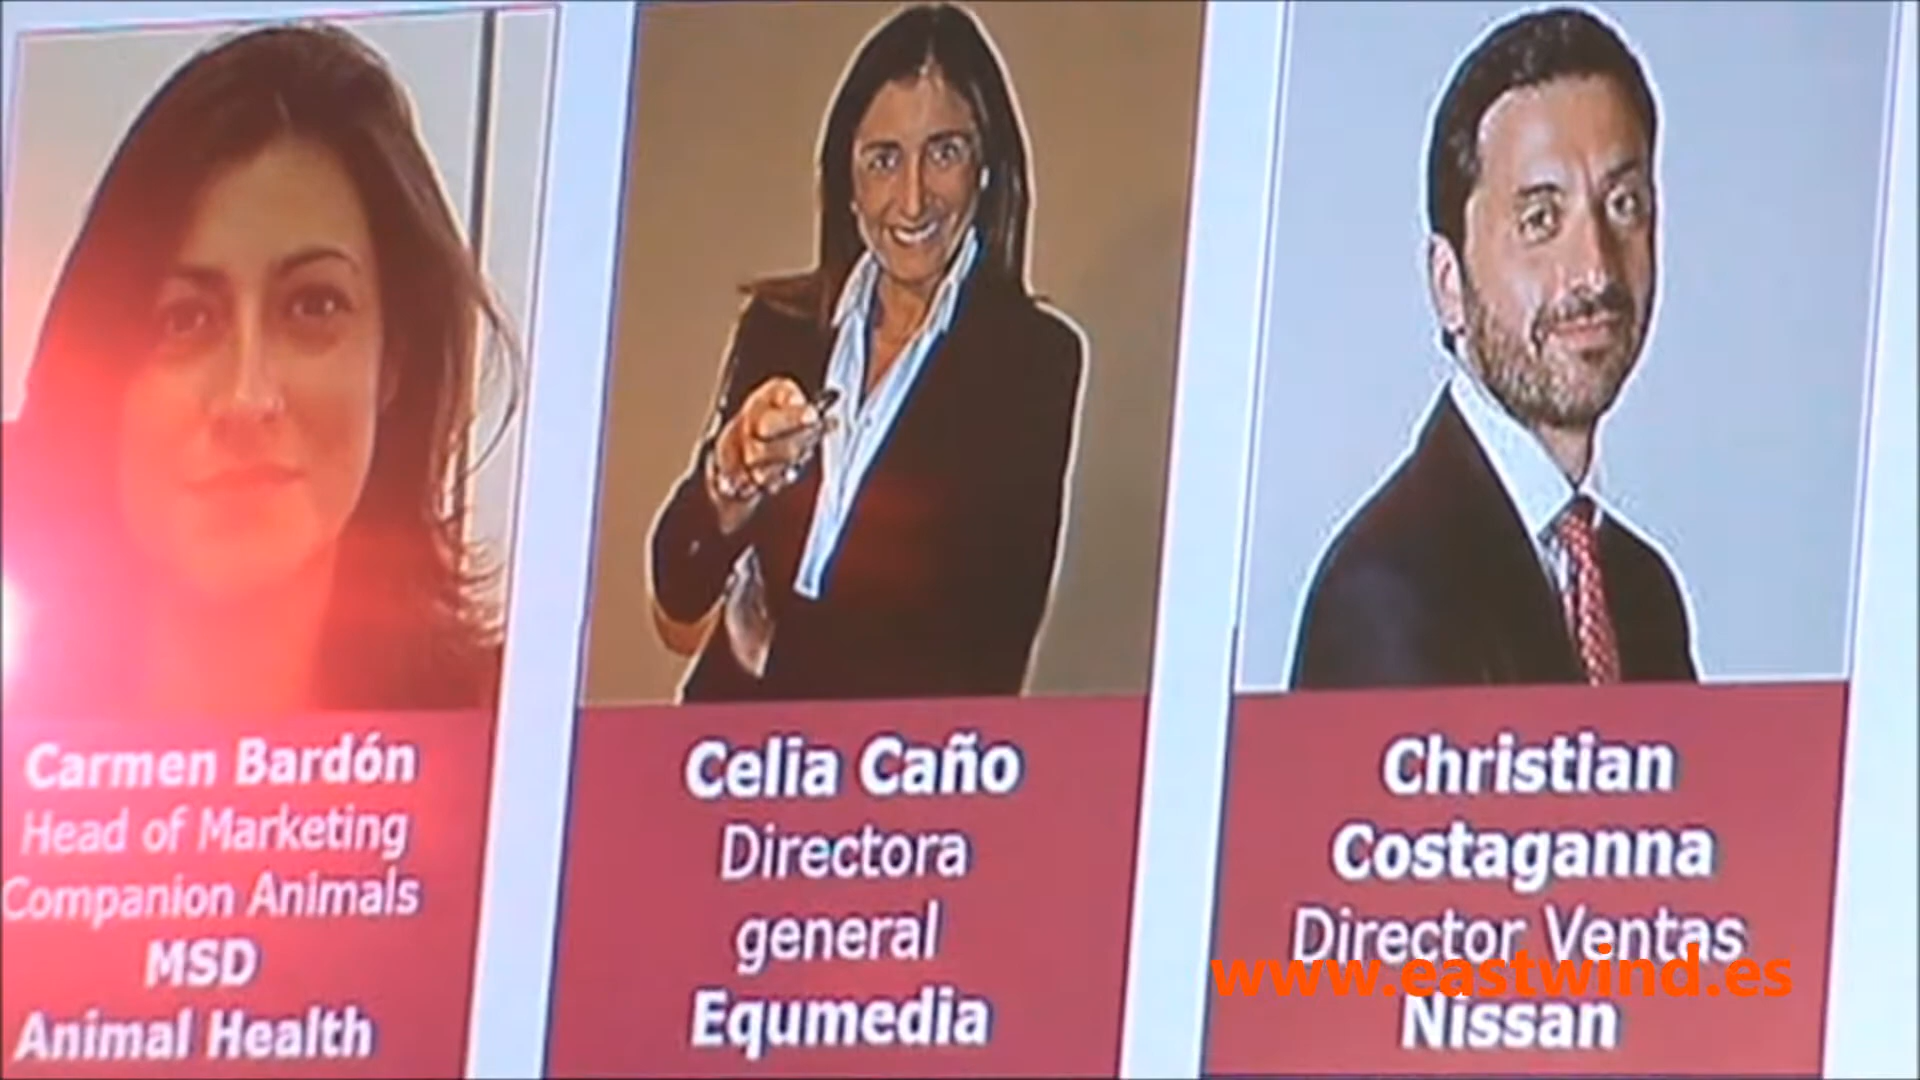 Carmen Bardón
Head of Marketing
Companion Animals
MSD
Animal Health
Celia Caño
Directora
general
Equmedia
Christian
Costaganna
Director Ventas
Nissan
www.eastwind.es